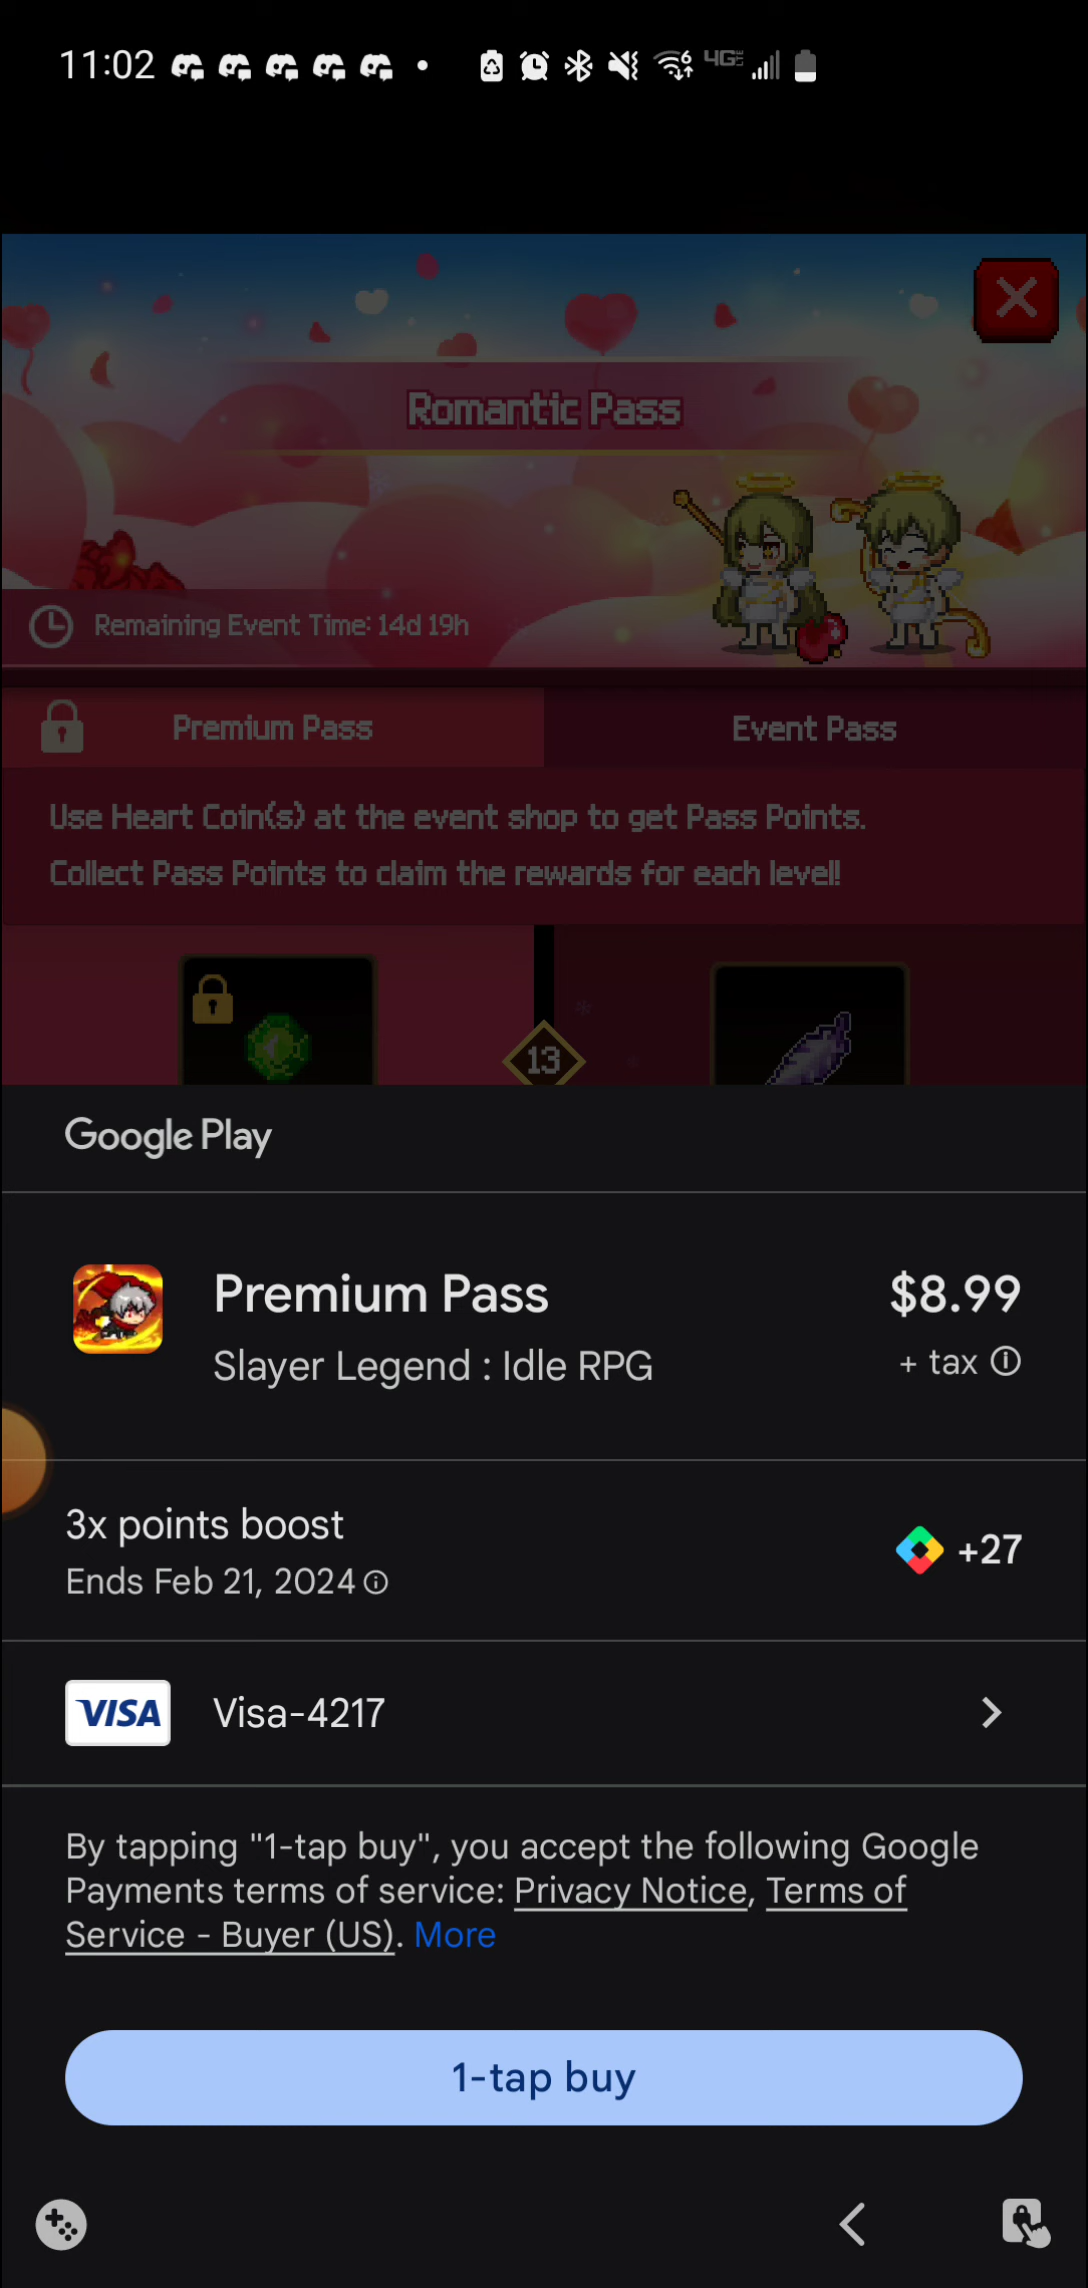 11:02
4GE LTE
Romantic Pass
Remaining Event Time: 14d 19h
Premium Pass
Event Pass
Use Heart Coin(s) at the event shop to get Pass Points.
Collect Pass Points to claim the rewards for each level!
13
Google Play
Premium Pass
$8.99
Slayer Legend : Idle RPG
+ tax
3x points boost
+27
Ends Feb 21, 2024
VISA
Visa-4217
By tapping "1-tap buy", you accept the following Google
Payments terms of service: Privacy Notice, Terms of
Service - Buyer (US). More
1-tap buy